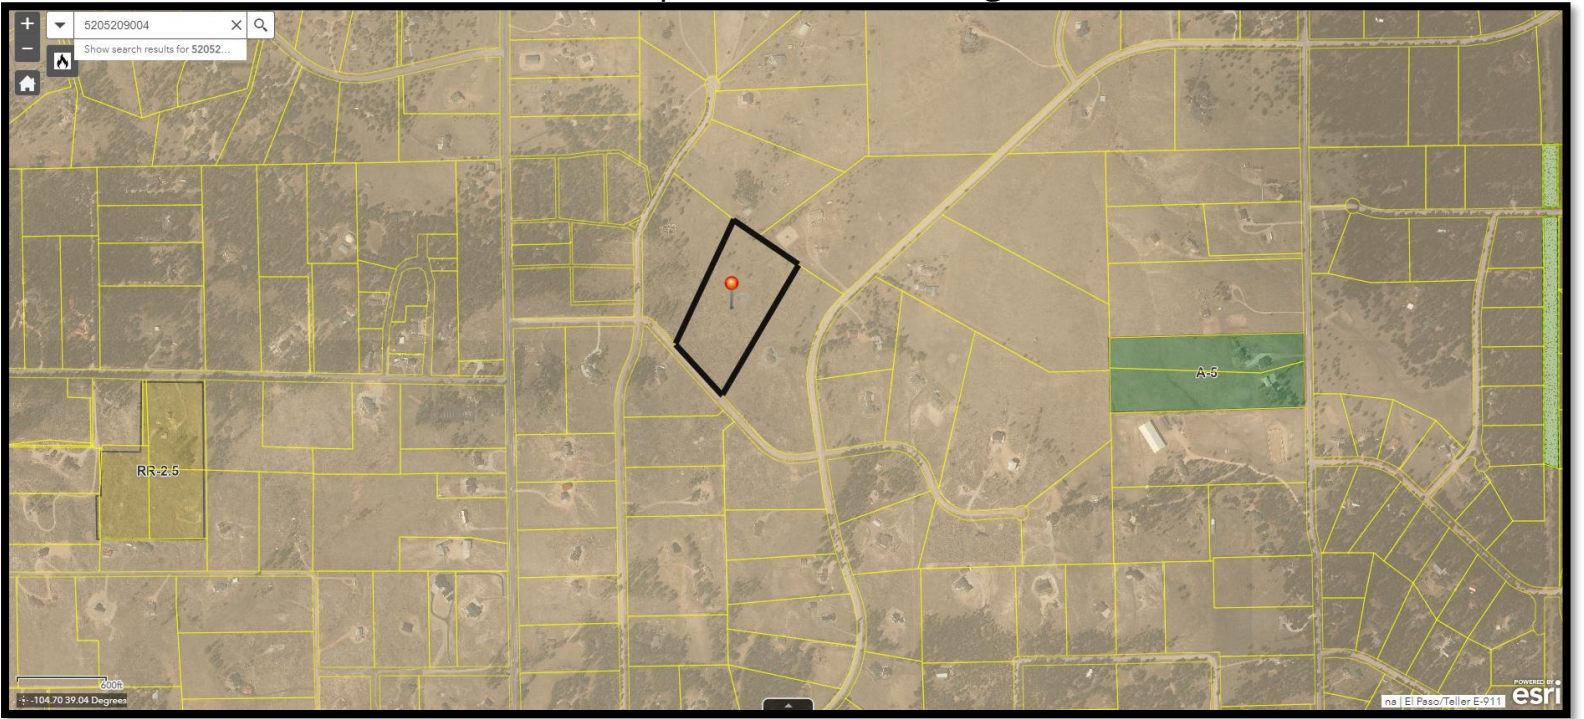 +
5205209004
Show search results for 52052...
−
A-5
RR-2.5
600ft
-104.70 39.04 Degrees
na | El Paso/Teller E-911
POWERED BY
esri